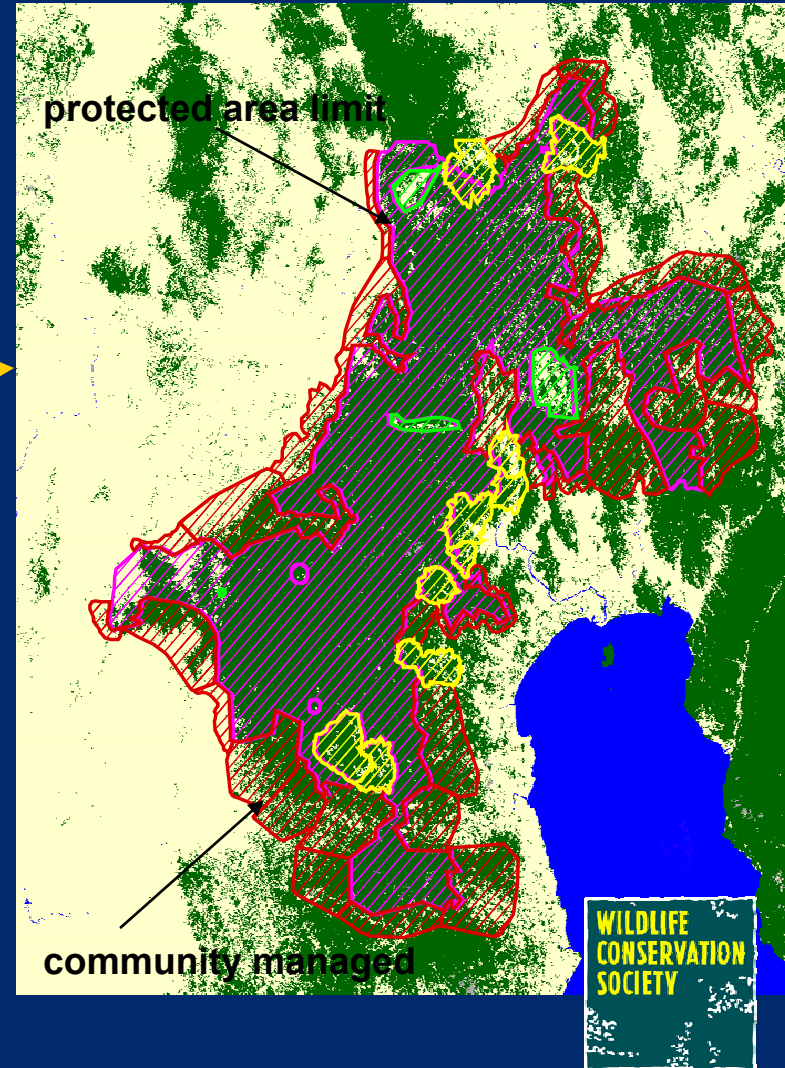 protected area limit
community managed
WILDLIFE
CONSERVATION
SOCIETY